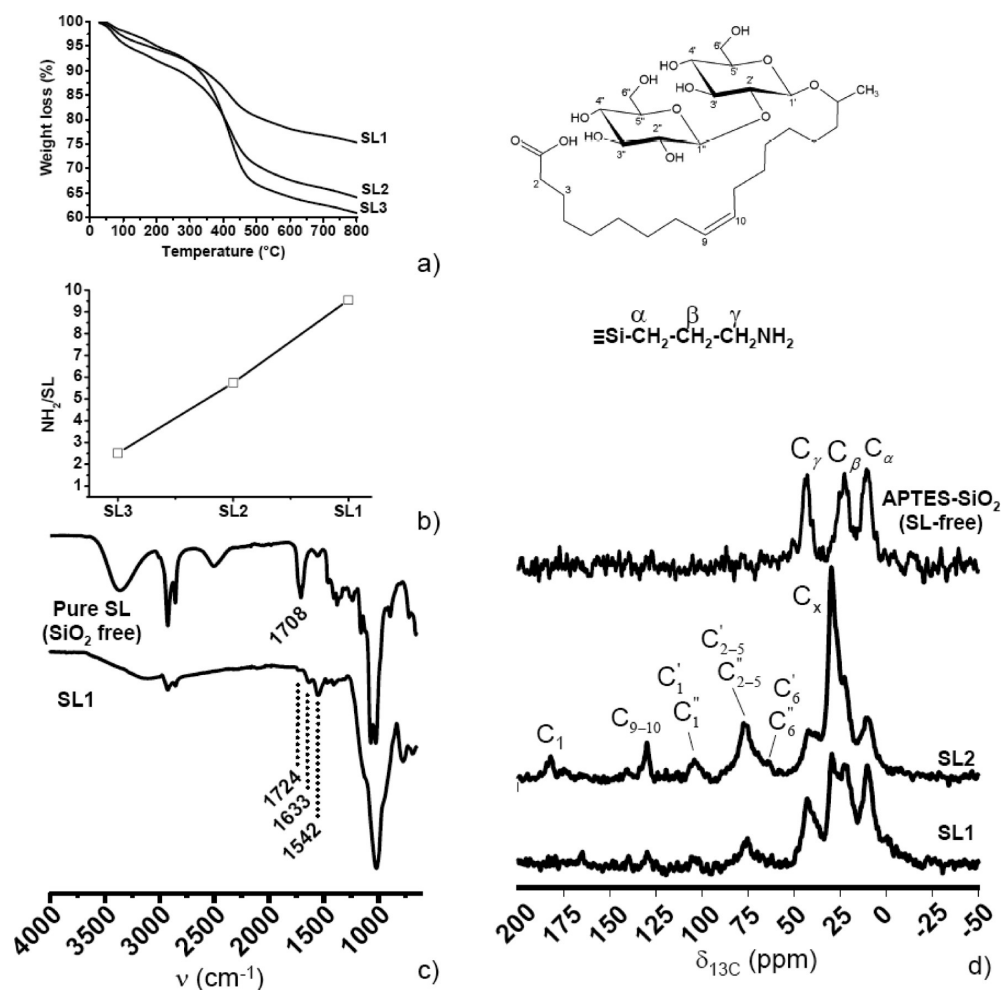 100
95
90
85
80
75
70
65
60
Weight loss (%)
SL1
SL2
SL3
0 100 200 300 400 500 600 700 800
Temperature (°C)
a)
OH
6'
4'
HO
5'
O
OH
HO
2'
1'
O
CH₃
6"
3'
O
4"
HO
5"
O
HO
2"
1"
3"
OH
O
OH
2
3
9
10
10
9
8
7
6
5
4
3
2
1
NH₂/SL
SL3 SL2 SL1
b)
α β γ
≡Si-CH₂-CH₂-CH₂NH₂
Pure SL
(SiO₂ free)
1708
SL1
1724
1633
1542
4000 3500 3000 2500 2000 1500 1000
ν (cm⁻¹)
c)
Cγ Cβ Cα
APTES-SiO₂
(SL-free)
Cx
C'2–5
C"2–5
C'1
C"1
C'6
C"6
C9–10
C1
SL2
SL1
200 175 150 125 100 75 50 25 0 -25 -50
δ13C (ppm)
d)